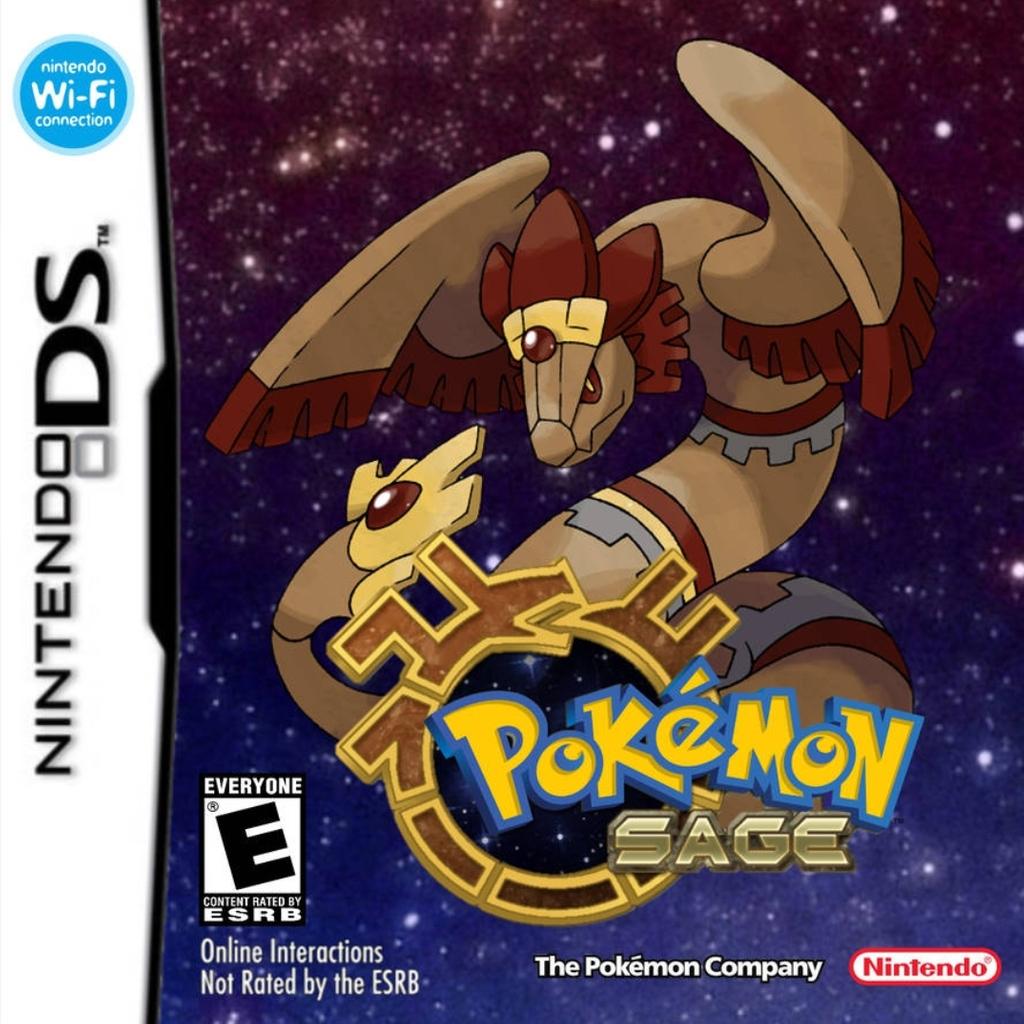 nintendo
Wi-Fi
connection
NINTENDO DS™
POKéMON
SAGE
EVERYONE
E
®
CONTENT RATED BY
ESRB
Online Interactions
Not Rated by the ESRB
The Pokémon Company
Nintendo®